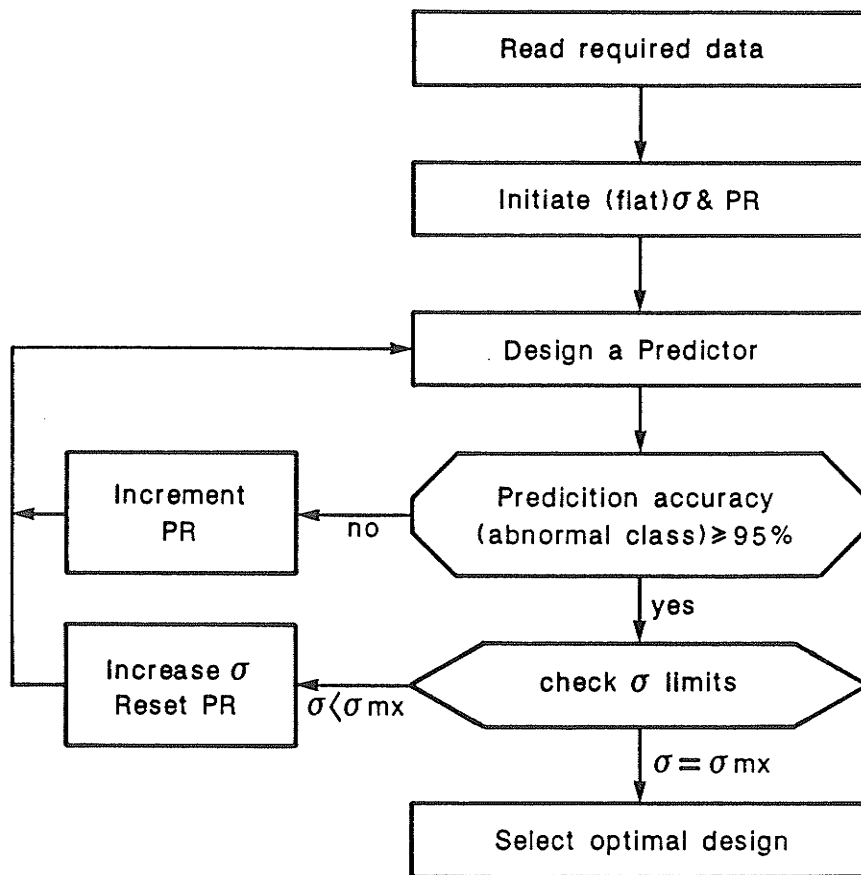 Read required data
Initiate (flat)σ & PR
Design a Predictor
Increment
PR
no
Predicition accuracy
(abnormal class)≥95%
yes
Increase σ
Reset PR
σ<σmx
check σ limits
σ=σmx
Select optimal design